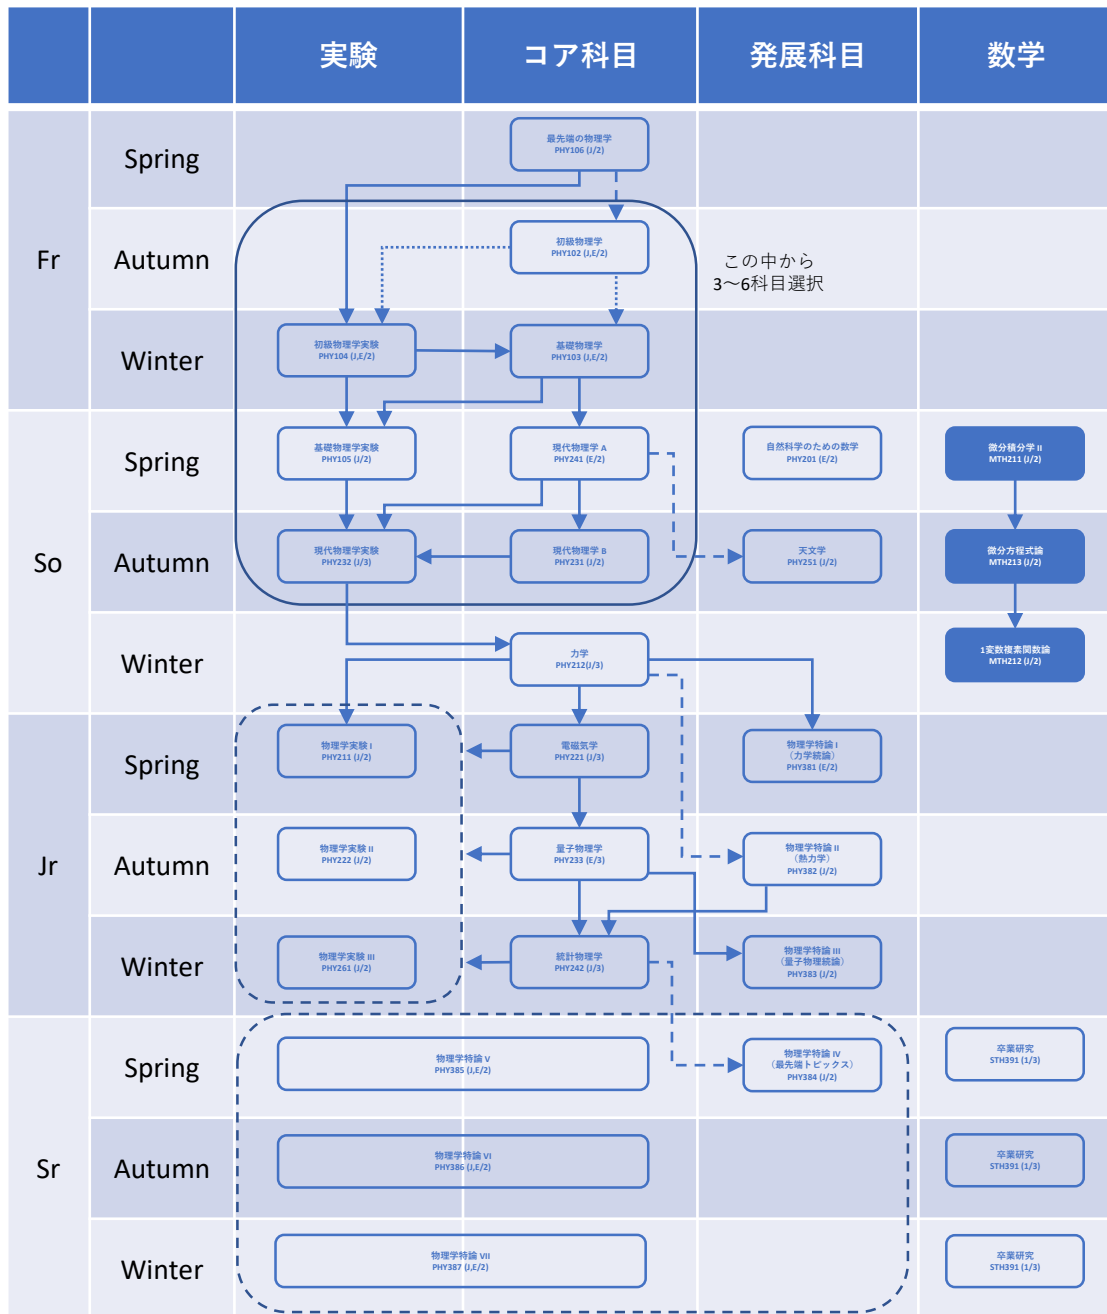 実験 コア科目 発展科目 数学
Fr
Spring
最先端の物理学
PHY106 (J/2)
Autumn
初級物理学
PHY102 (J,E/2)
この中から
3～6科目選択
Winter
初級物理学実験
PHY104 (J,E/2)
基礎物理学
PHY103 (J,E/2)
So
Spring
基礎物理学実験
PHY105 (J/2)
現代物理学 A
PHY241 (E/2)
自然科学のための数学
PHY201 (E/2)
微分積分学 II
MTH211 (J/2)
Autumn
現代物理学実験
PHY232 (J/3)
現代物理学 B
PHY231 (J/2)
天文学
PHY251 (J/2)
微分方程式論
MTH213 (J/2)
Winter
力学
PHY212(J/3)
1変数複素関数論
MTH212 (J/2)
Jr
Spring
物理学実験 I
PHY211 (J/2)
電磁気学
PHY221 (J/3)
物理学特論 I
（力学続論）
PHY381 (E/2)
Autumn
物理学実験 II
PHY222 (J/2)
量子物理学
PHY233 (E/3)
物理学特論 II
（熱力学）
PHY382 (J/2)
Winter
物理学実験 III
PHY261 (J/2)
統計物理学
PHY242 (J/3)
物理学特論 III
（量子物理続論）
PHY383 (J/2)
Sr
Spring
物理学特論 V
PHY385 (J,E/2)
物理学特論 IV
（最先端トピックス）
PHY384 (J/2)
卒業研究
STH391 (1/3)
Autumn
物理学特論 VI
PHY386 (J,E/2)
卒業研究
STH391 (1/3)
Winter
物理学特論 VII
PHY387 (J,E/2)
卒業研究
STH391 (1/3)